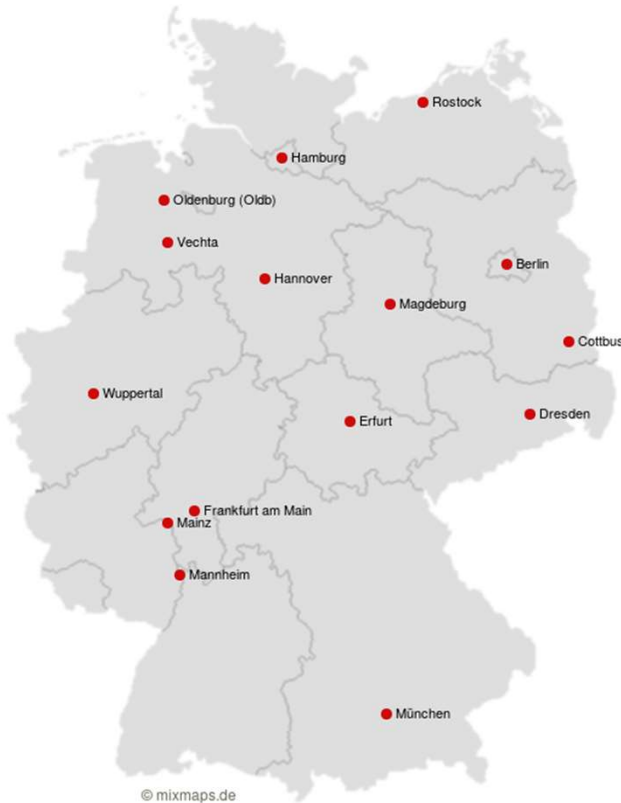 Rostock
Hamburg
Oldenburg (Oldb)
Vechta
Berlin
Hannover
Magdeburg
Cottbus
Wuppertal
Dresden
Erfurt
Frankfurt am Main
Mainz
Mannheim
München
© mixmaps.de